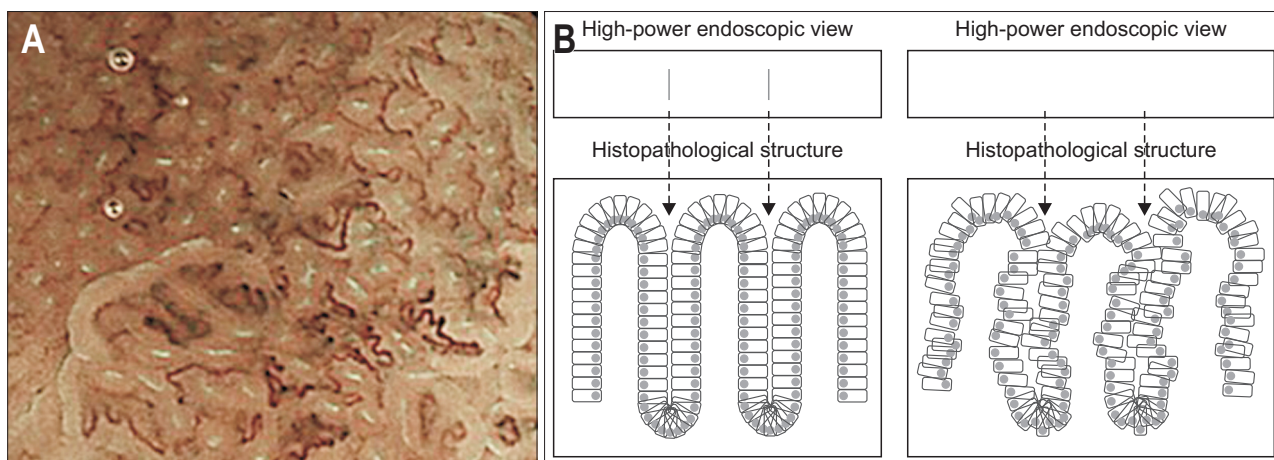 A
B
High-power endoscopic view
High-power endoscopic view
Histopathological structure
Histopathological structure